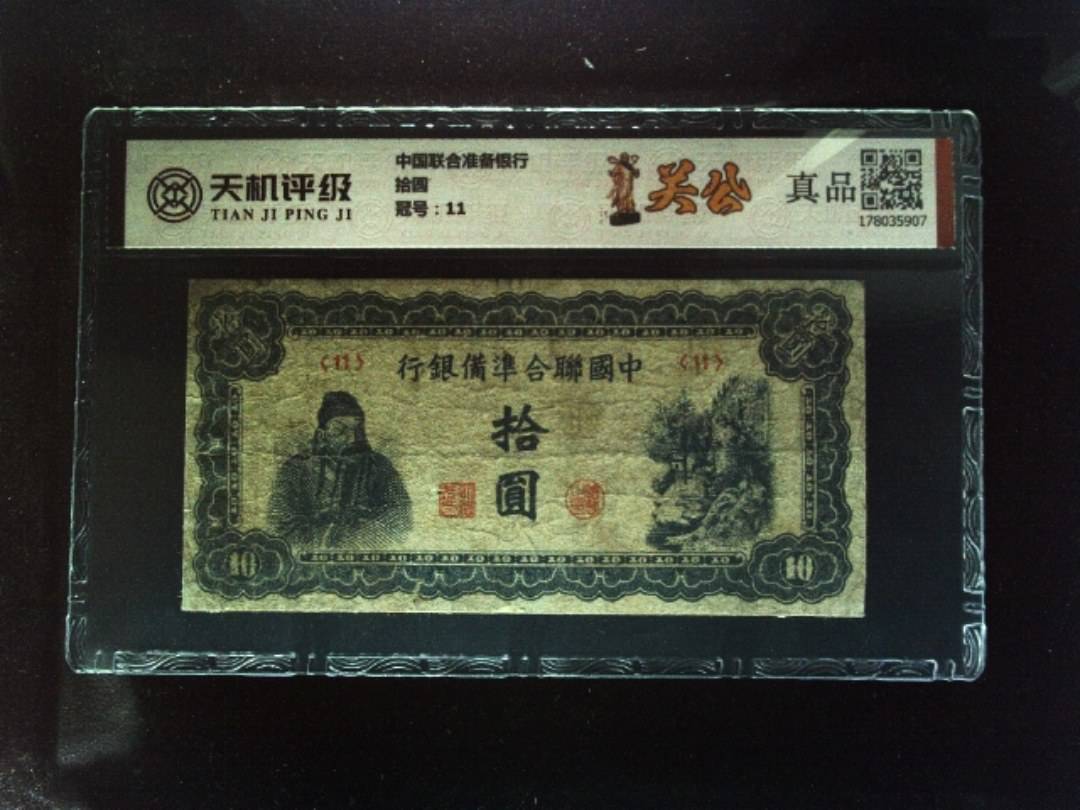 天机评级
TIAN JI PING JI
中国联合准备银行
拾圆
冠号：11
关公
真品
178035907
〈11〉
行銀備準合聯國中
〈11〉
拾
圓
10
10